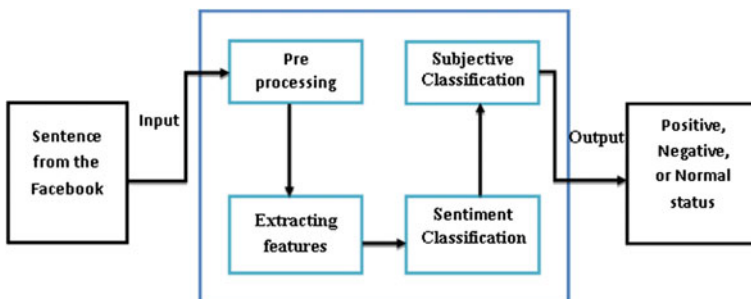 Sentence
from the
Facebook
Input
Pre
processing
Extracting
features
Sentiment
Classification
Subjective
Classification
Output
Positive,
Negative,
or Normal
status